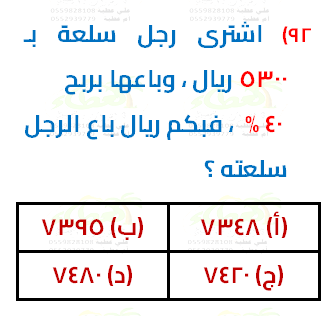 ٩٢) اشترى رجل سلعة بـ
٥٣٠٠ ريال ، وباعها بربح
٤٠ % ، فبكم ريال باع الرجل
سلعته ؟
(أ) ٧٣٤٨ (ب) ٧٣٩٥
(ج) ٧٤٢٠ (د) ٧٤٨٠